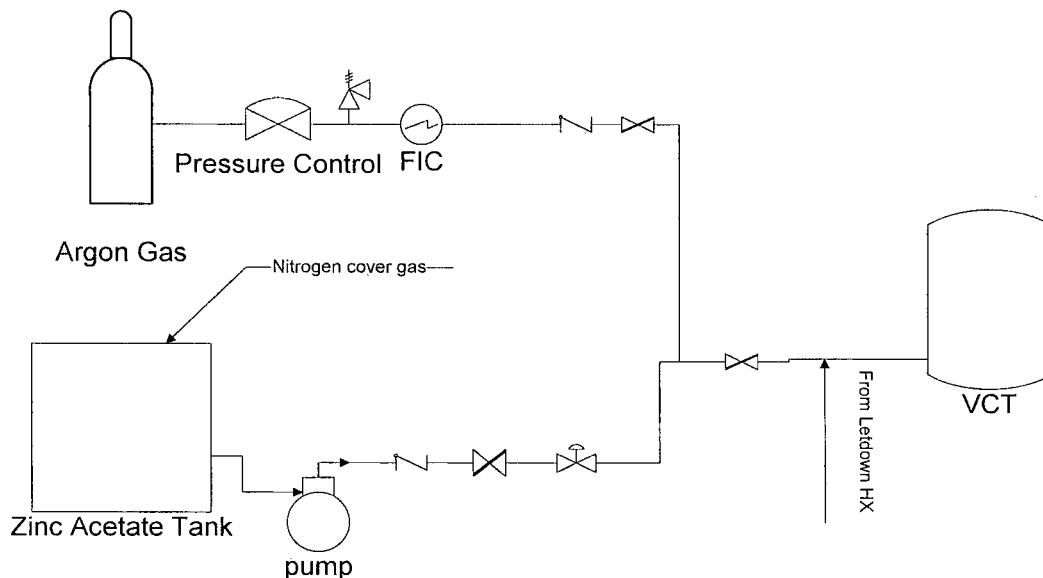 Pressure Control
FIC
Argon Gas
Nitrogen cover gas
From Letdown HX
VCT
Zinc Acetate Tank
pump